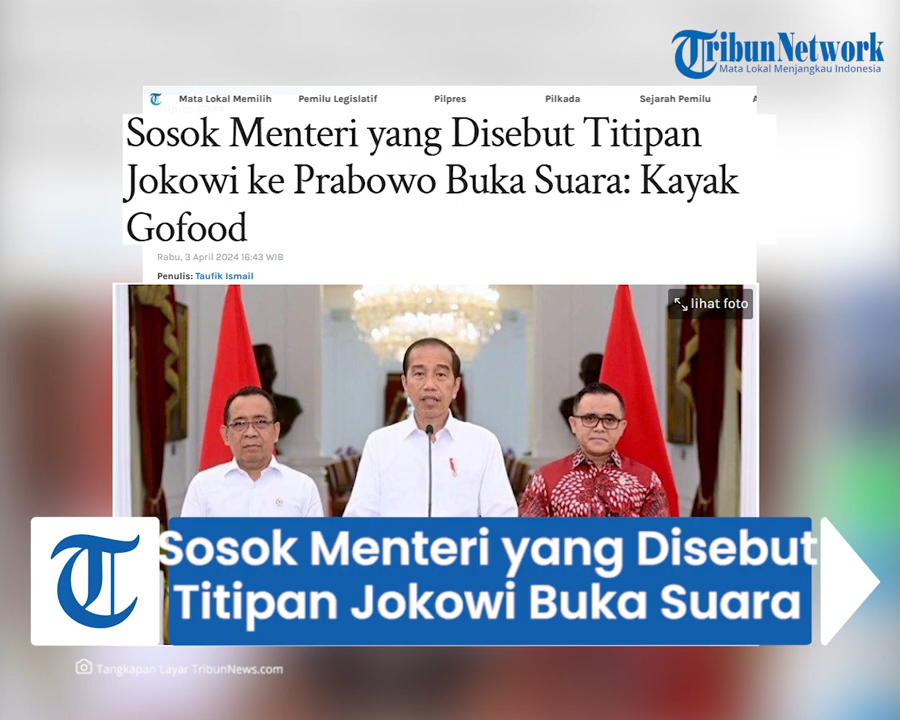 Tribun Network
Mata Lokal Menjangkau Indonesia
Mata Lokal Memilih Pemilu Legislatif Pilpres Pilkada Sejarah Pemilu
Sosok Menteri yang Disebut Titipan
Jokowi ke Prabowo Buka Suara: Kayak
Gofood
Rabu, 3 April 2024 16:43 WIB
Penulis: Taufik Ismail
lihat foto
Sosok Menteri yang Disebut
Titipan Jokowi Buka Suara
Tangkapan Layar TribunNews.com